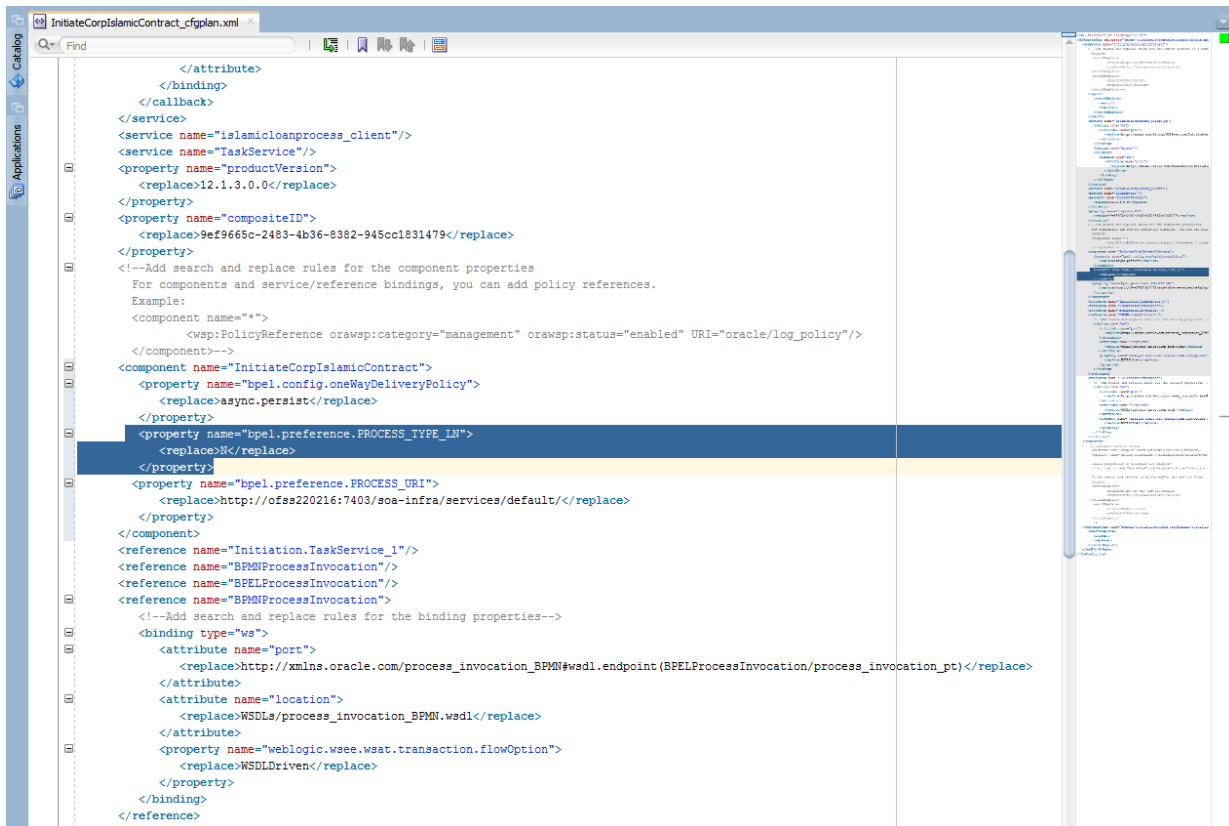 InitiateCorpIslamicContract_cfgplan.xml
Find
Catalog
Applications
</attribute>
</binding>
</callback>
</service>
<service name="islamicloanprocess_client"/>
<service name="TaskService"/>
<property name="productVersion">
<replace>12.1.3.0.0</replace>
</property>
<property name="compositeID">
<replace>9ef9665c-2483-4b36-8382-945cf7c0147f</replace>
</property>
<!--Add search and replace rules for the component properties
For components and service/reference bindings, you can add policy references.
Example:
<component name="*">
<wsp:PolicyReference orawsp:category="management" orawsp:status="enabled" URI="oracle/log_policy"/>
</component>-->
<component name="InitiateCorpIslamicContract">
<property name="bpel.config.oneWayDeliveryPolicy">
<replace>async.persist</replace>
</property>
<property name="bpel.preference.PROCESS_TYPE_LN">
<replace>N</replace>
</property>
<property name="bpel.preference.PROCESS_URI">
<replace>http://ofss220216:7403/soa-infra/services/default/</replace>
</property>
</component>
<reference name="Initiation.TaskService_1"/>
<reference name="BPMNProcessInvocation"/>
<reference name="BPELProcessInvocation"/>
<reference name="BPMNProcessInvocation">
<!--Add search and replace rules for the binding properties-->
<binding type="ws">
<attribute name="port">
<replace>http://xmlns.oracle.com/process_invocation_BPMN#wsdl.endpoint(BPELProcessInvocation/process_invocation_pt)</replace>
</attribute>
<attribute name="location">
<replace>WSDLs/process_invocation_BPMN.wsdl</replace>
</attribute>
<property name="weblogic.wsee.wsat.transaction.flowOption">
<replace>WSDLDriven</replace>
</property>
</binding>
</reference>